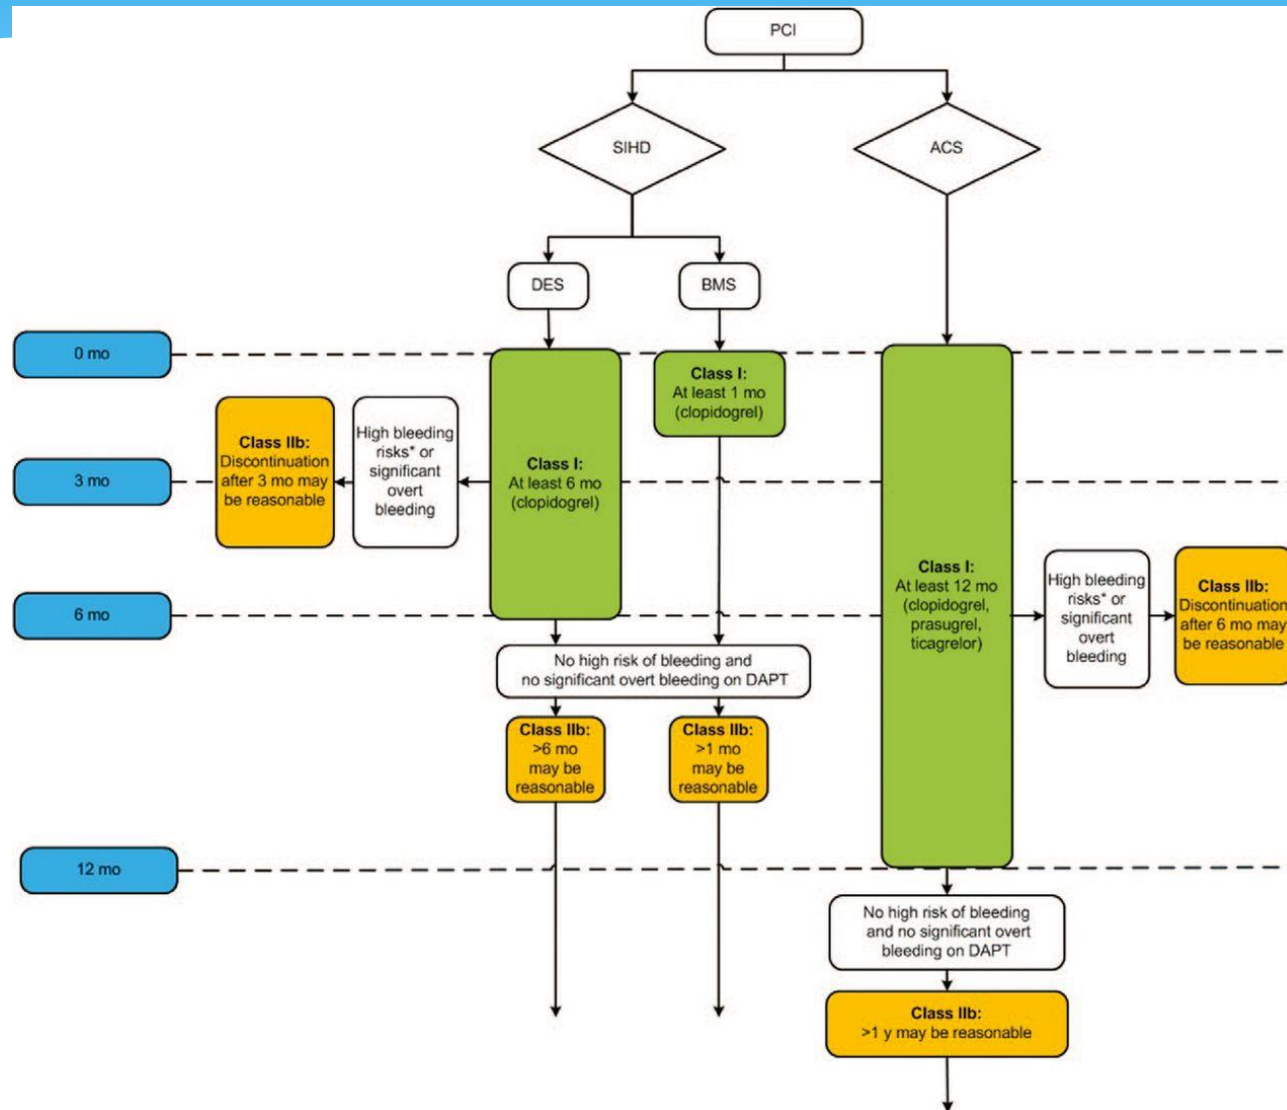 PCI
SIHD
ACS
DES
BMS
0 mo
Class I:
At least 1 mo
(clopidogrel)
3 mo
Class IIb:
Discontinuation
after 3 mo may
be reasonable
High bleeding
risks* or
significant
overt
bleeding
Class I:
At least 6 mo
(clopidogrel)
6 mo
Class I:
At least 12 mo
(clopidogrel,
prasugrel,
ticagrelor)
High bleeding
risks* or
significant
overt
bleeding
Class IIb:
Discontinuation
after 6 mo may
be reasonable
No high risk of bleeding and
no significant overt bleeding on DAPT
Class IIb:
>6 mo
may be
reasonable
Class IIb:
>1 mo
may be
reasonable
12 mo
No high risk of bleeding
and no significant overt
bleeding on DAPT
Class IIb:
>1 y may be reasonable